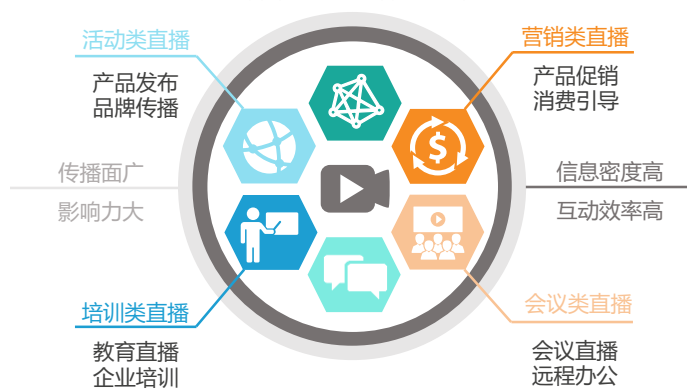 活动类直播
产品发布
品牌传播
营销类直播
产品促销
消费引导
传播面广
影响力大
信息密度高
互动效率高
培训类直播
教育直播
企业培训
会议类直播
会议直播
远程办公
$